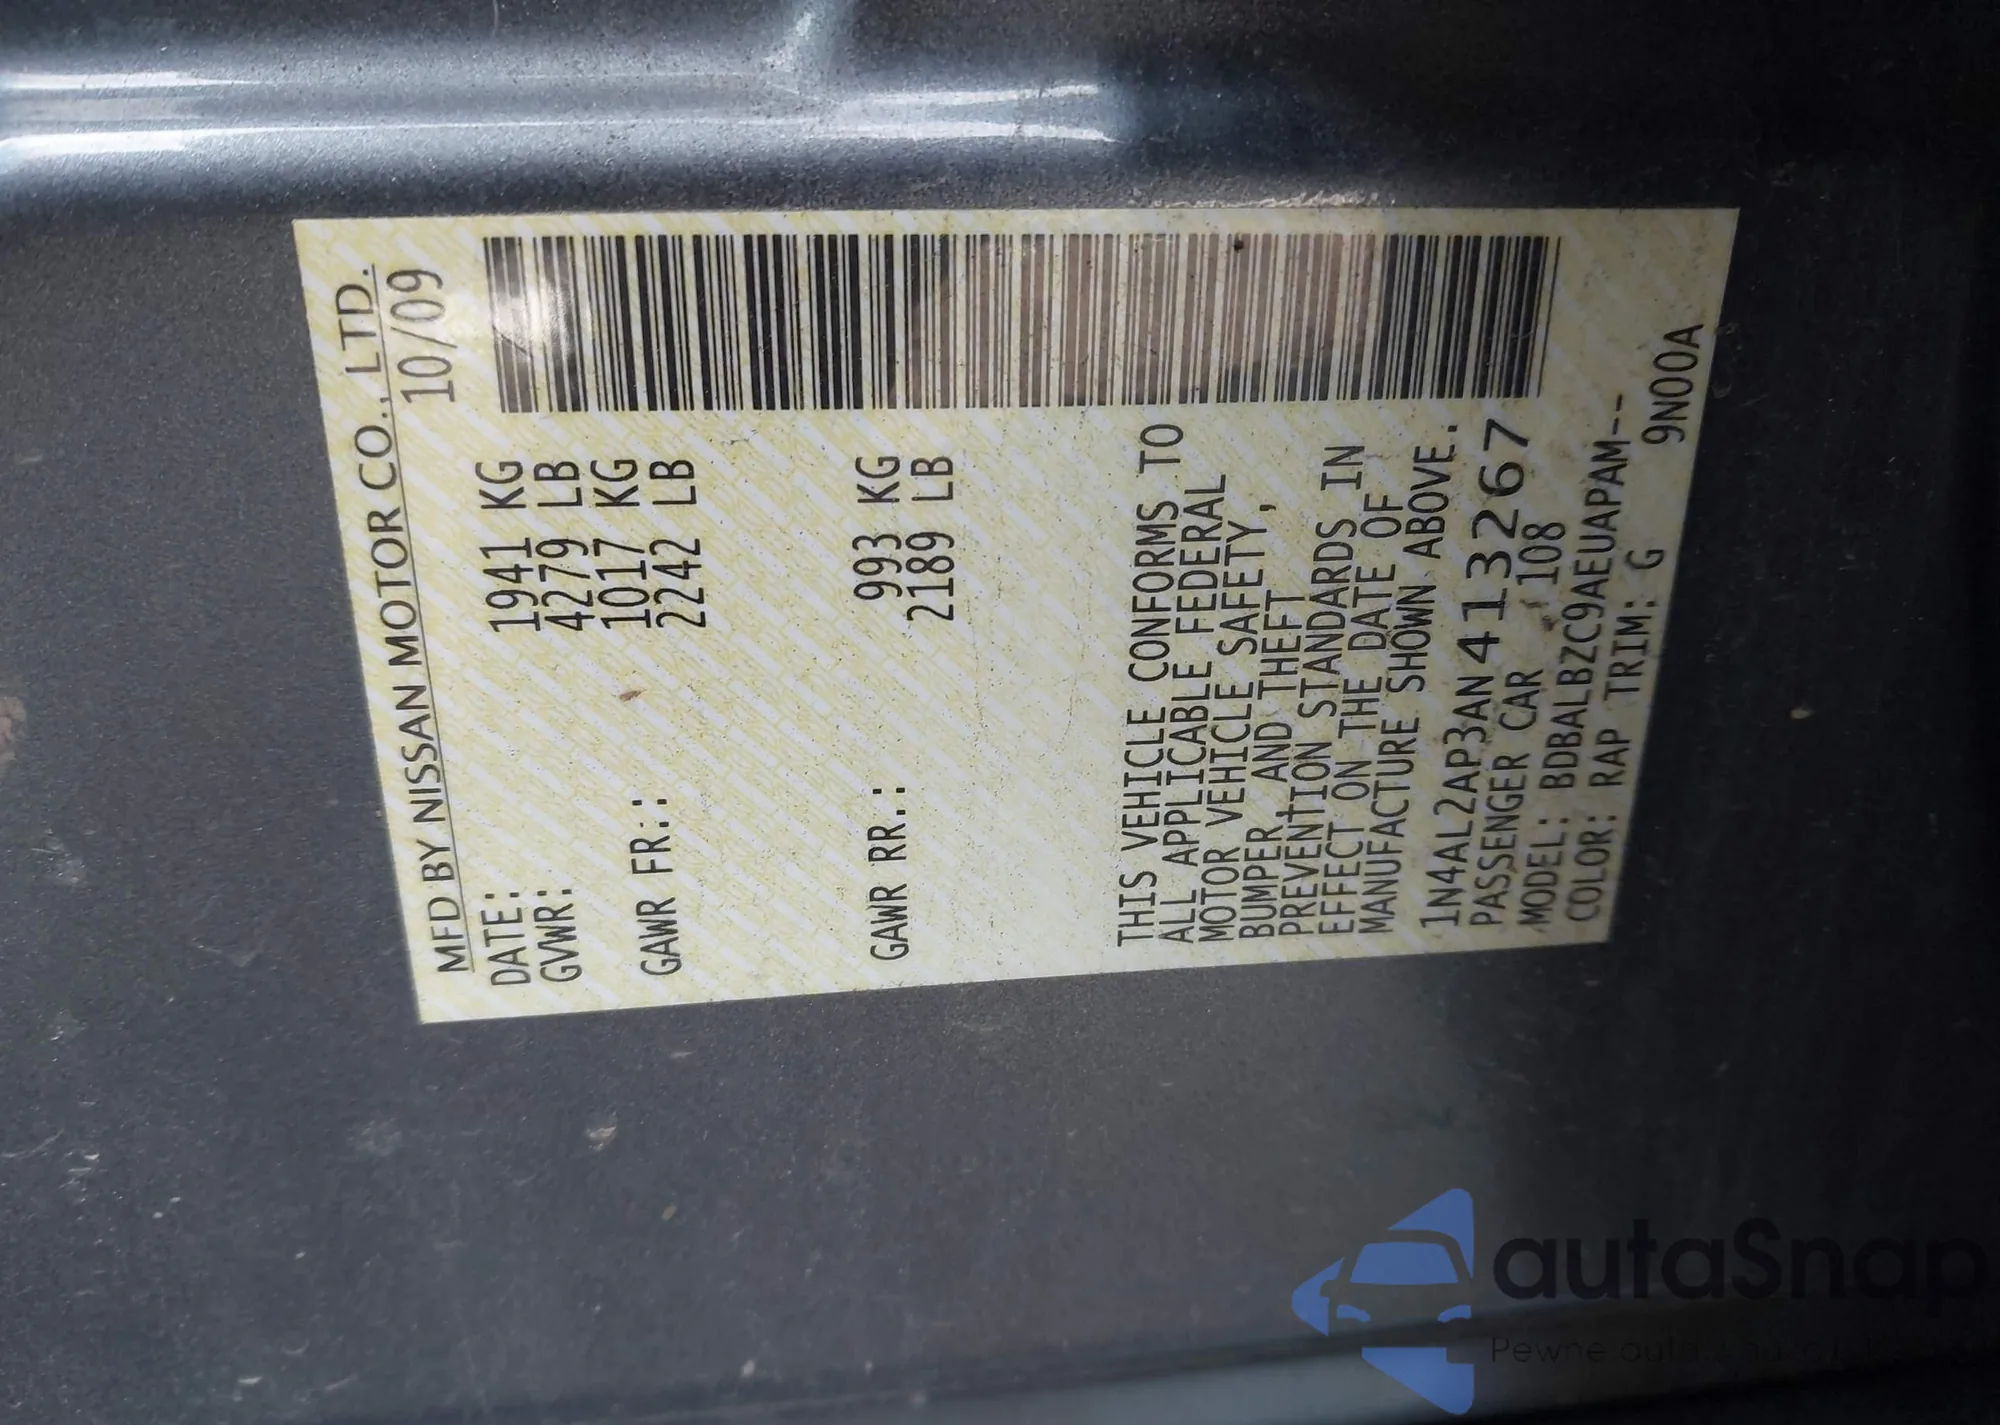 MFD BY NISSAN MOTOR CO., LTD.
DATE: 10/09
GVWR: 1941 KG
4279 LB
GAWR FR.: 1017 KG
2242 LB
GAWR RR.: 993 KG
2189 LB
THIS VEHICLE CONFORMS TO
ALL APPLICABLE FEDERAL
MOTOR VEHICLE SAFETY,
BUMPER, AND THEFT
PREVENTION STANDARDS IN
EFFECT ON THE DATE OF
MANUFACTURE SHOWN ABOVE.
1N4AL2AP3AN413267
PASSENGER CAR 108
MODEL: BDBALBZC9AEUAPAM--
COLOR: RAP TRIM: G 9N00A
autaSnap
Pewne auta z